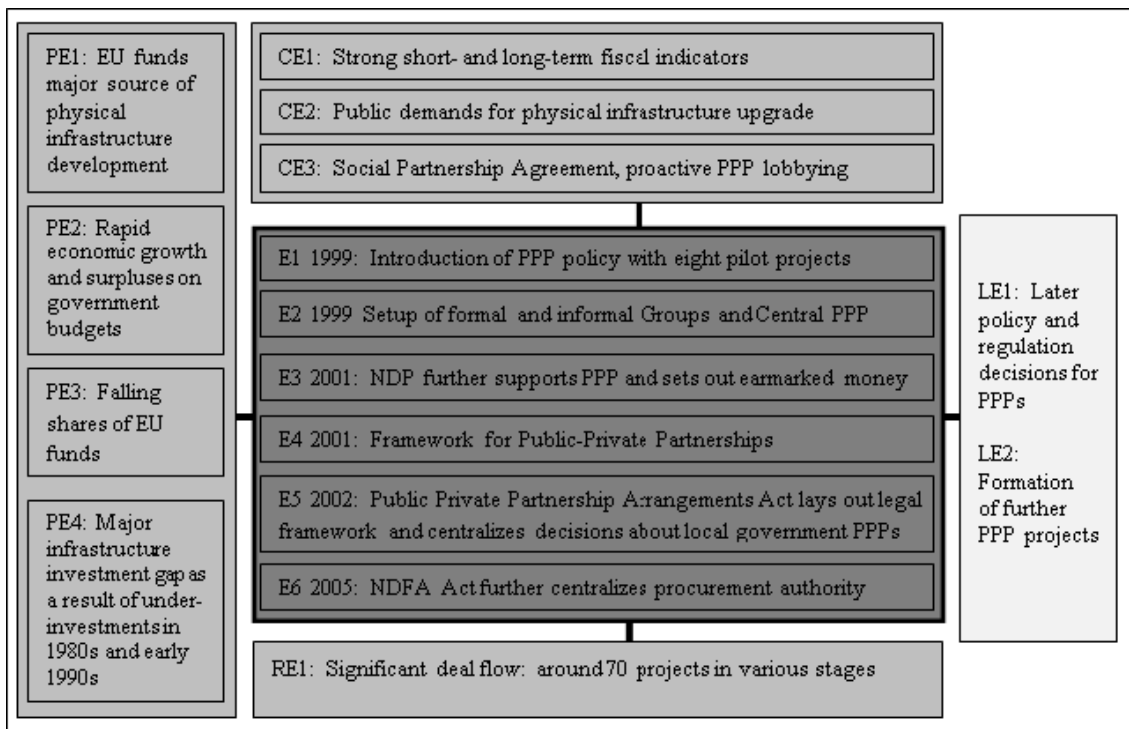 PE1: EU funds
major source of
physical
infrastructure
development
PE2: Rapid
economic growth
and surpluses on
government
budgets
PE3: Falling
shares of EU
funds
PE4: Major
infrastructure
investment gap as
a result of under-
investments in
1980s and early
1990s
CE1: Strong short- and long-term fiscal indicators
CE2: Public demands for physical infrastructure upgrade
CE3: Social Partnership Agreement, proactive PPP lobbying
E1 1999: Introduction of PPP policy with eight pilot projects
E2 1999 Setup of formal and informal Groups and Central PPP
E3 2001: NDP further supports PPP and sets out earmarked money
E4 2001: Framework for Public-Private Partnerships
E5 2002: Public Private Partnership Arrangements Act lays out legal
framework and centralizes decisions about local government PPPs
E6 2005: NDFA Act further centralizes procurement authority
RE1: Significant deal flow: around 70 projects in various stages
LE1: Later
policy and
regulation
decisions for
PPPs
LE2:
Formation
of further
PPP projects